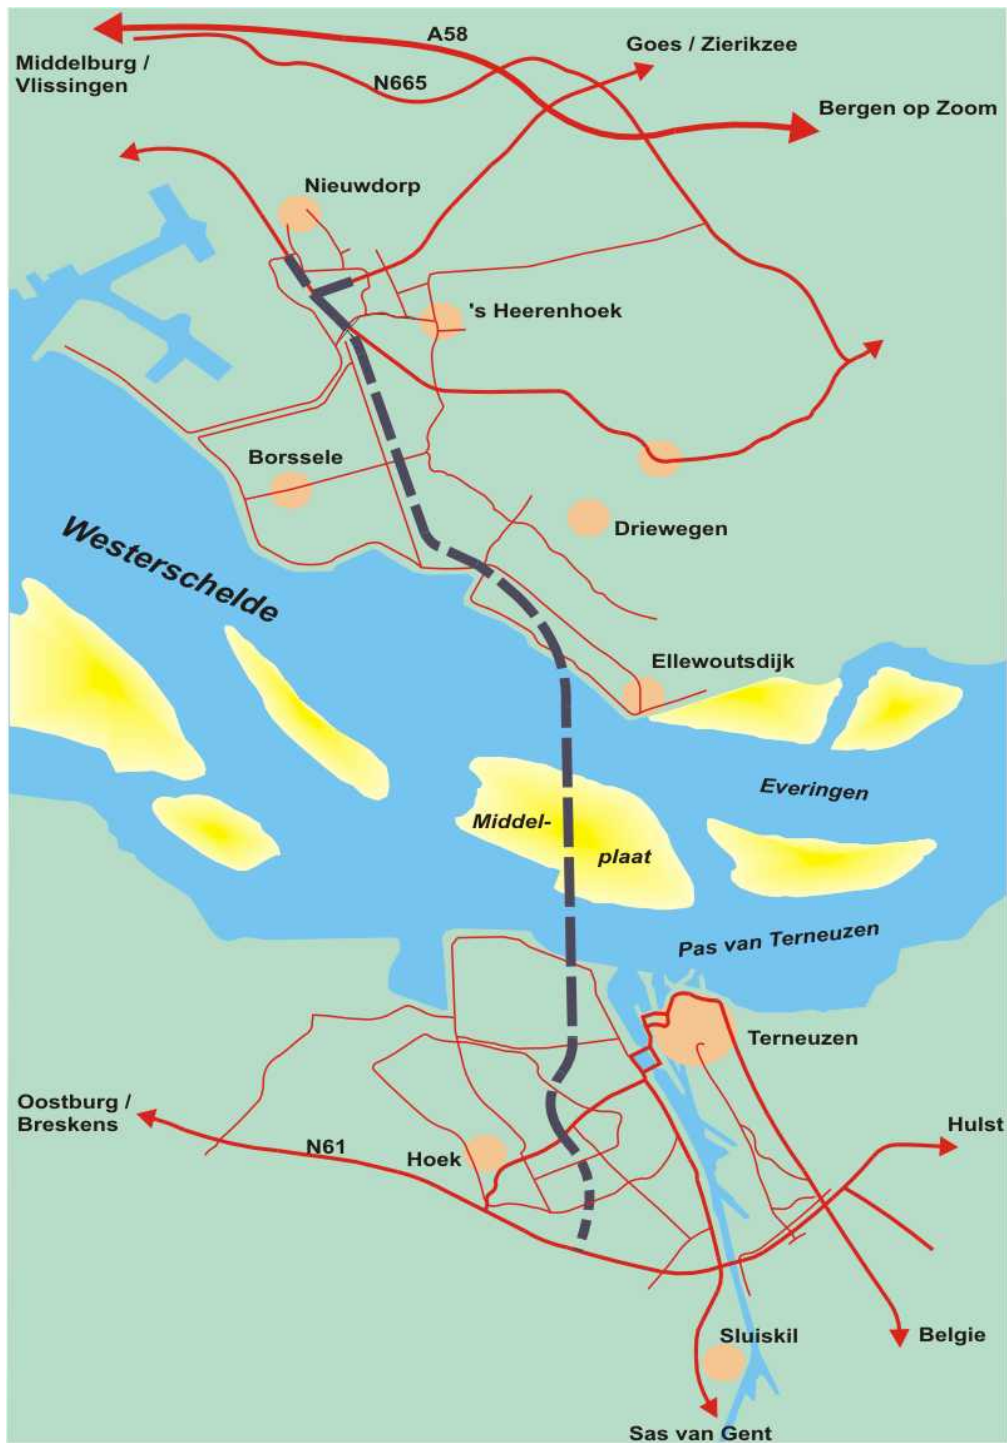 A58
Goes / Zierikzee
Middelburg /
Vlissingen
N665
Bergen op Zoom
Nieuwdorp
's Heerenhoek
Borssele
Driewegen
Westerschelde
Ellewoutsdijk
Everingen
Middel-
plaat
Pas van Terneuzen
Terneuzen
Oostburg /
Breskens
N61
Hoek
Hulst
Sluiskil
Belgie
Sas van Gent